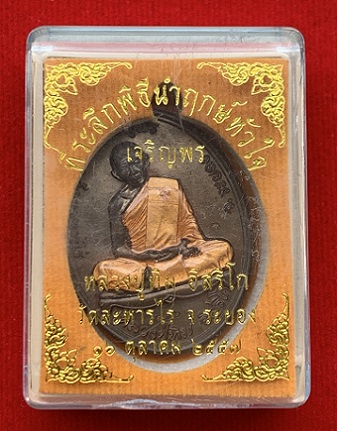 ที่ระลึกพิธีนำฤกษ์หัวใจ
เจริญพร
หลวงปู่ทิม อิสริโก
วัดละหารไร่ จ.ระยอง
๑๖ ตุลาคม ๒๕๕๗